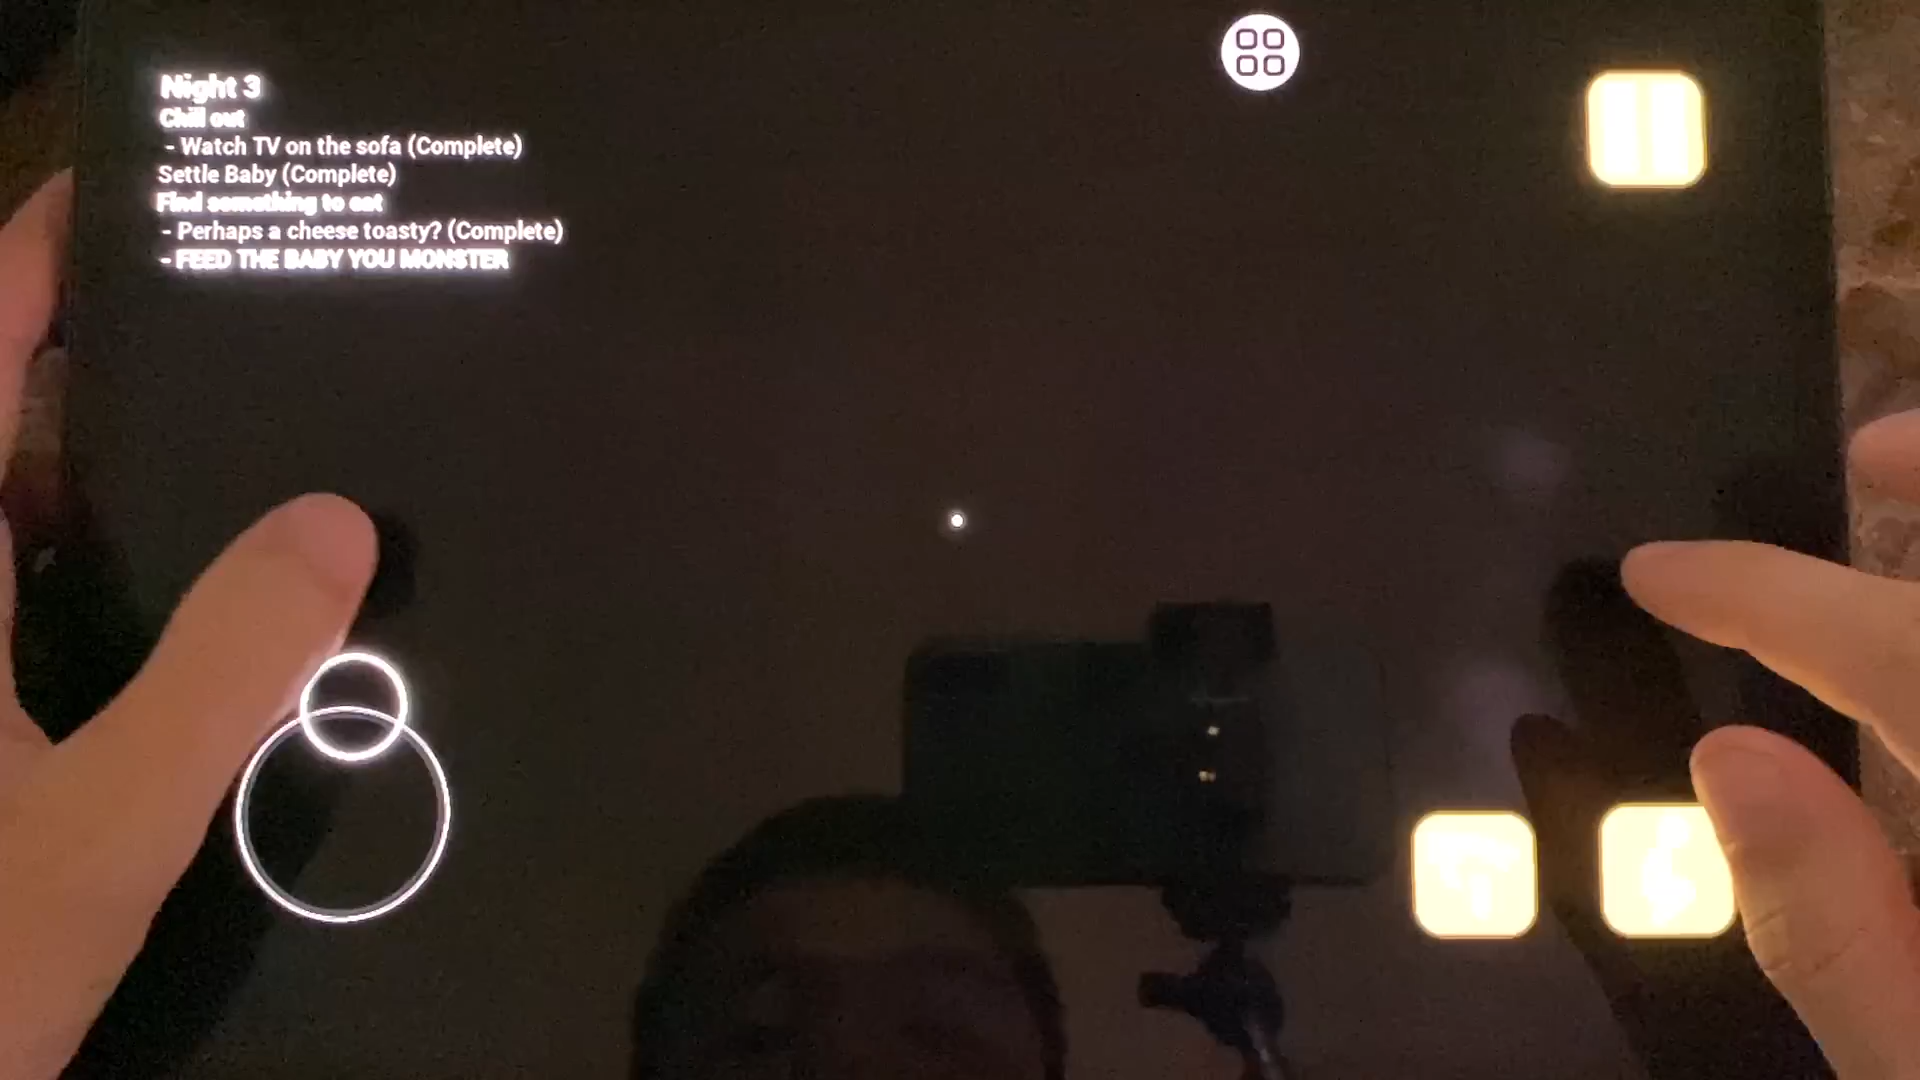 Night 3
Chill out
- Watch TV on the sofa (Complete)
Settle Baby (Complete)
Find something to eat
- Perhaps a cheese toasty? (Complete)
- FEED THE BABY YOU MONSTER